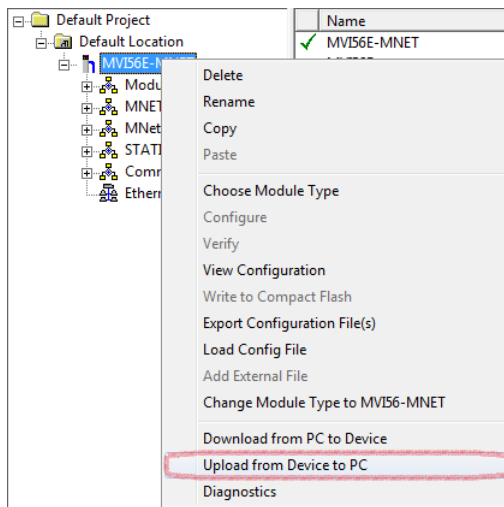 Default Project
Default Location
MVI56E-MNET
Modu
MNET
MNet
STATI
Comm
Ethern
Name
MVI56E-MNET
Delete
Rename
Copy
Paste
Choose Module Type
Configure
Verify
View Configuration
Write to Compact Flash
Export Configuration File(s)
Load Config File
Add External File
Change Module Type to MVI56-MNET
Download from PC to Device
Upload from Device to PC
Diagnostics